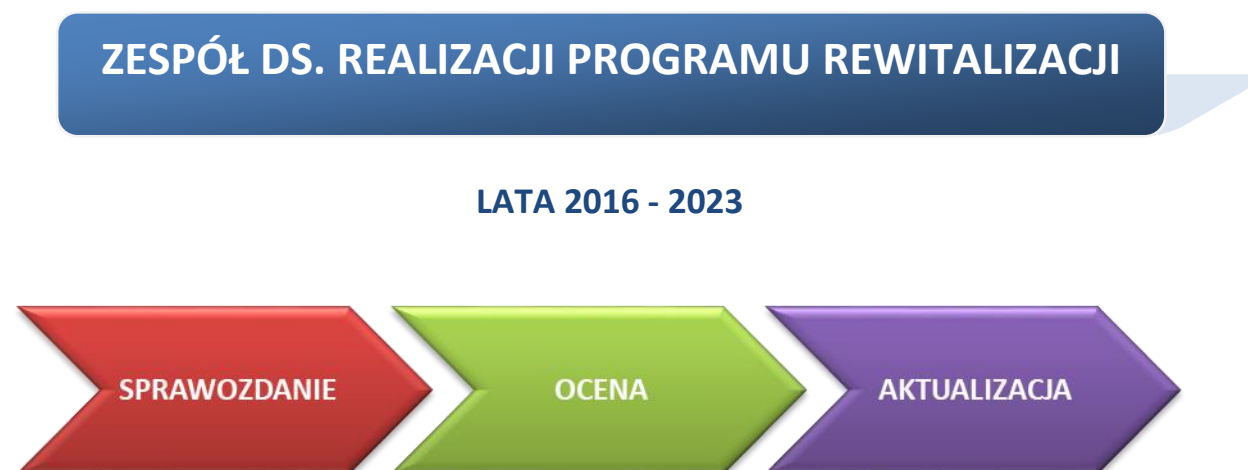 ZESPÓŁ DS. REALIZACJI PROGRAMU REWITALIZACJI
LATA 2016 - 2023
SPRAWOZDANIE
OCENA
AKTUALIZACJA